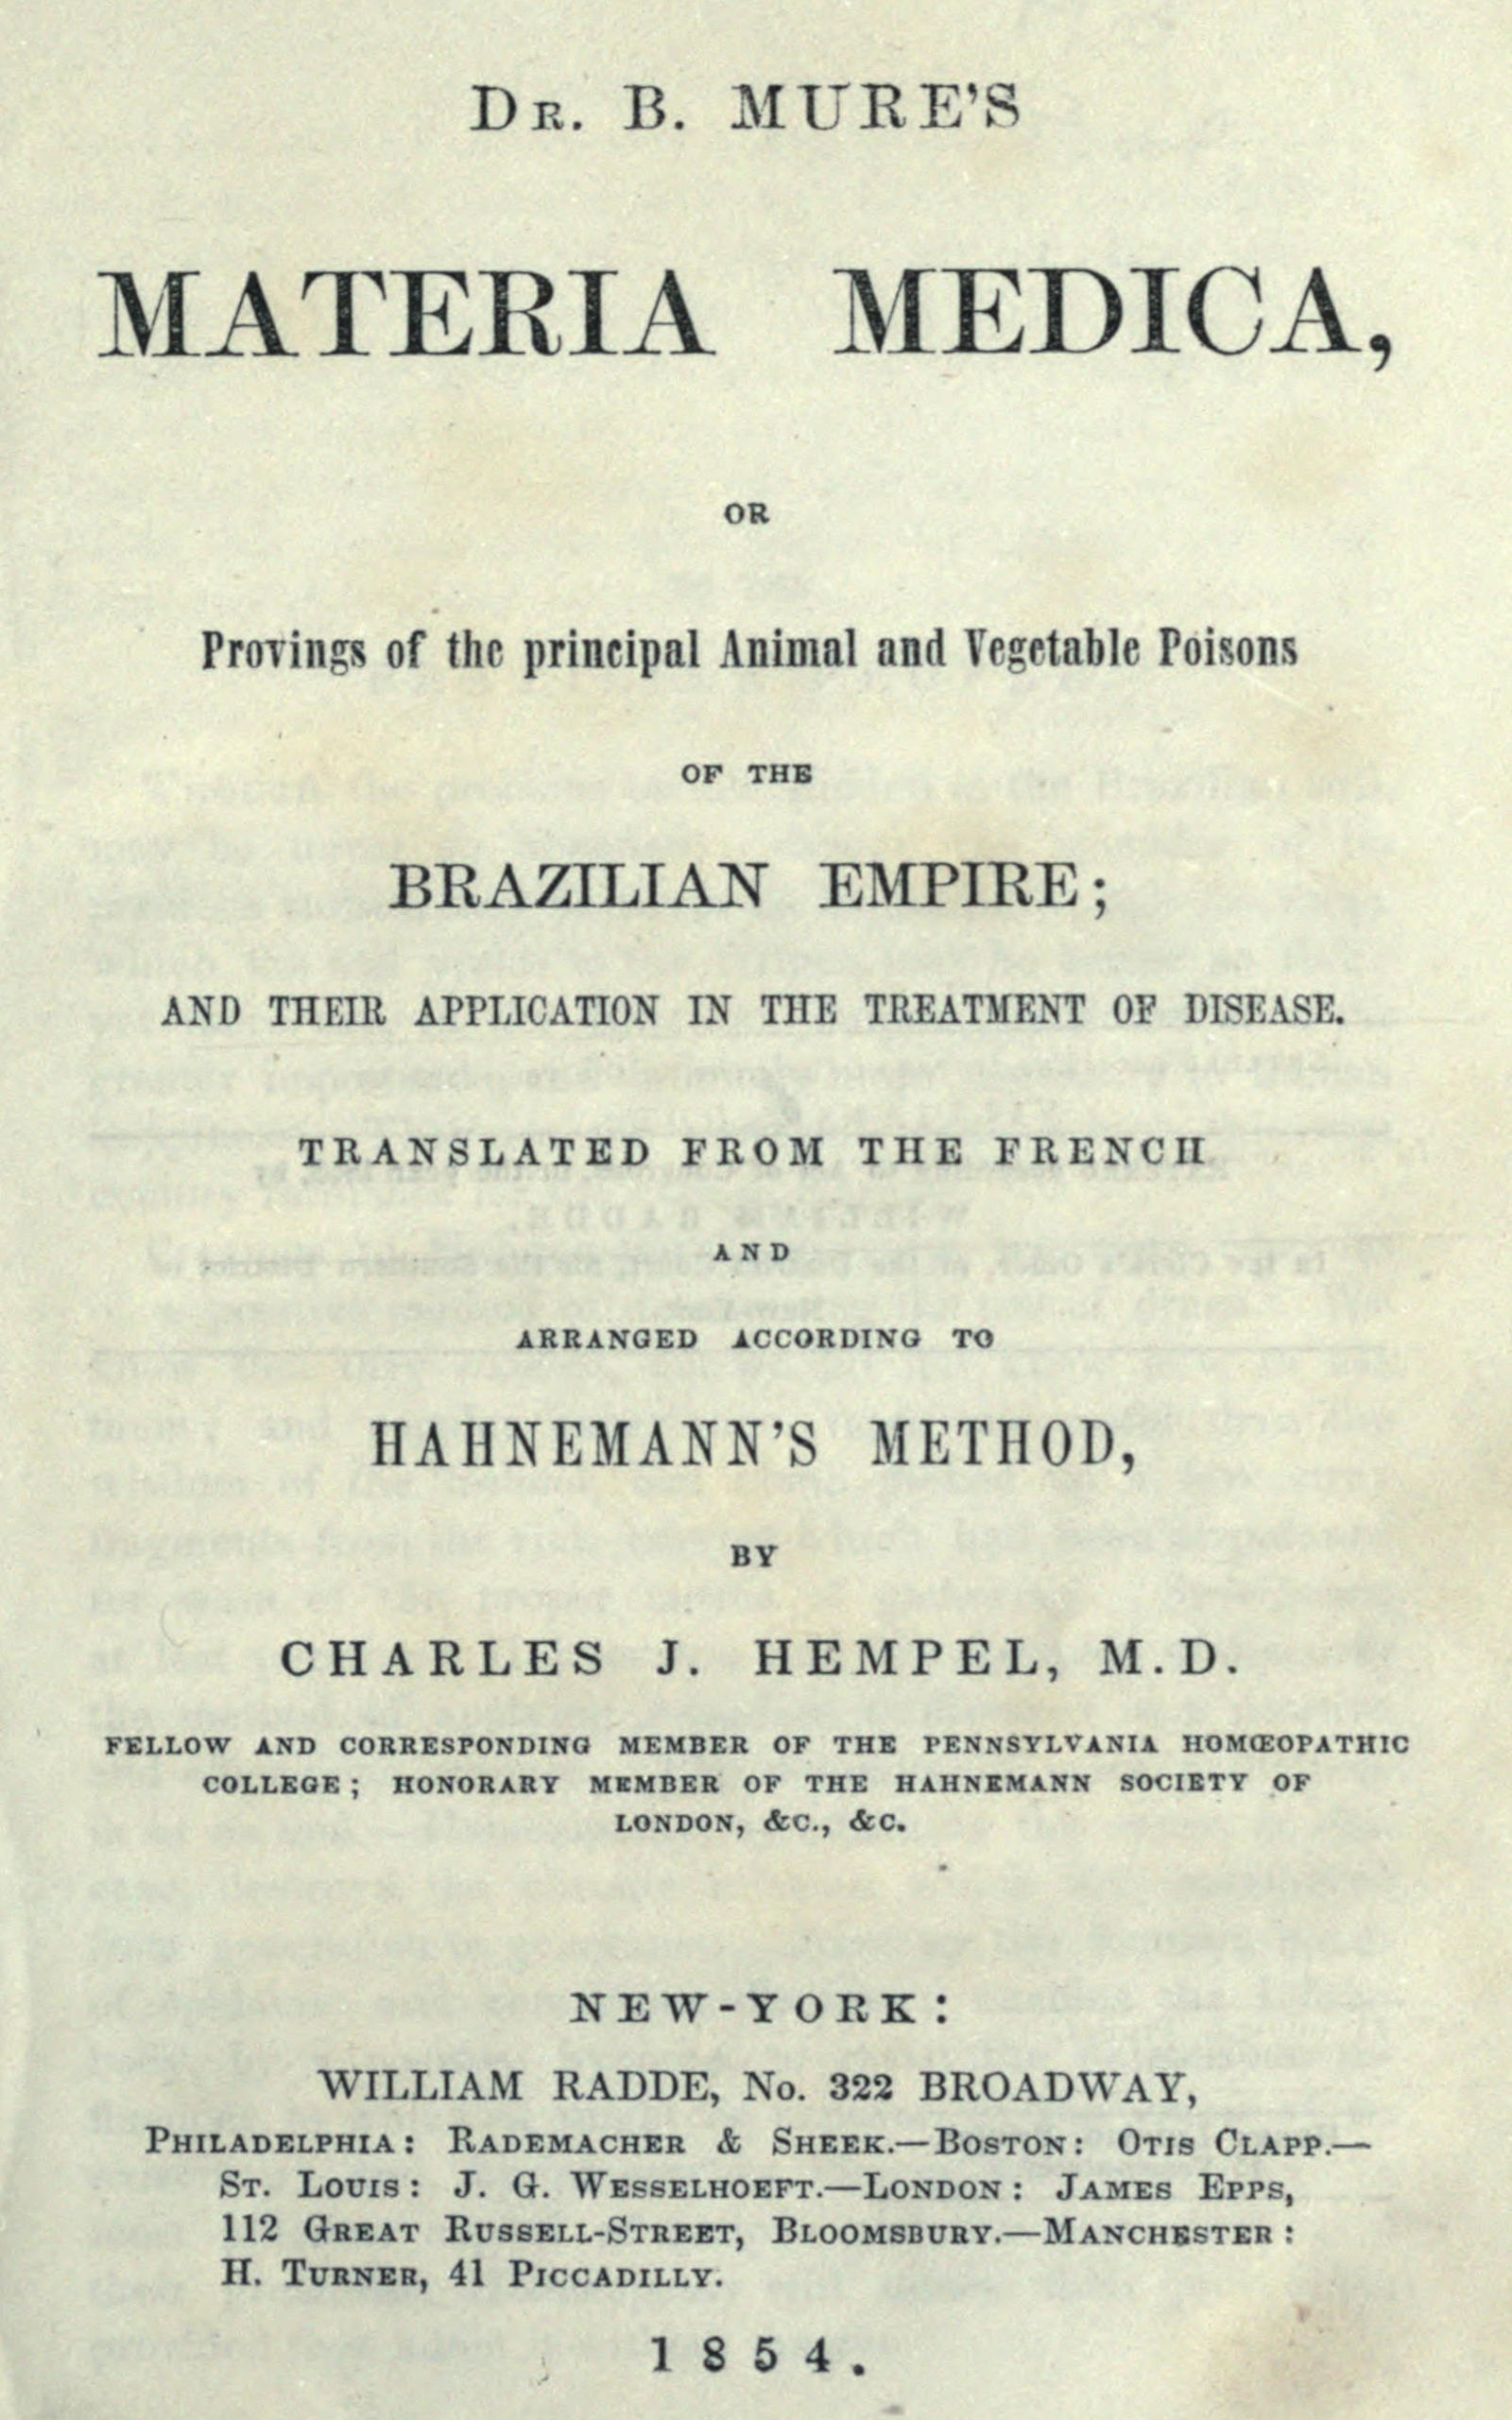 DR. B. MURE'S
MATERIA MEDICA,
OR
Provings of the principal Animal and Vegetable Poisons
OF THE
BRAZILIAN EMPIRE;
AND THEIR APPLICATION IN THE TREATMENT OF DISEASE.
TRANSLATED FROM THE FRENCH
AND
ARRANGED ACCORDING TO
HAHNEMANN'S METHOD,
BY
CHARLES J. HEMPEL, M.D.
FELLOW AND CORRESPONDING MEMBER OF THE PENNSYLVANIA HOMŒOPATHIC
COLLEGE; HONORARY MEMBER OF THE HAHNEMANN SOCIETY OF
LONDON, &C., &C.
NEW-YORK:
WILLIAM RADDE, No. 322 BROADWAY,
PHILADELPHIA: RADEMACHER & SHEEK.—BOSTON: OTIS CLAPP.—
ST. LOUIS: J. G. WESSELHOEFT.—LONDON: JAMES EPPS,
112 GREAT RUSSELL-STREET, BLOOMSBURY.—MANCHESTER:
H. TURNER, 41 PICCADILLY.
1854.